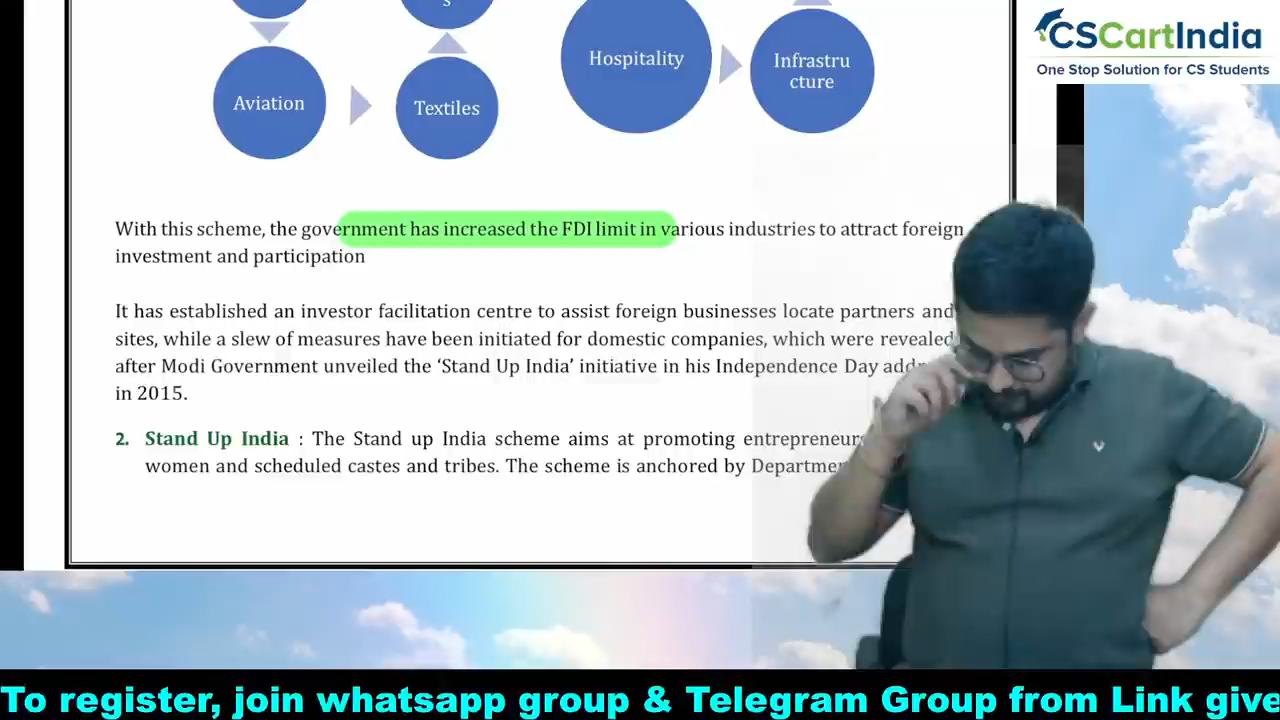 s
CSCartIndia
One Stop Solution for CS Students
Hospitality
Infrastru
cture
Aviation
Textiles
With this scheme, the government has increased the FDI limit in various industries to attract foreign
investment and participation
It has established an investor facilitation centre to assist foreign businesses locate partners and
sites, while a slew of measures have been initiated for domestic companies, which were revealed
after Modi Government unveiled the ‘Stand Up India’ initiative in his Independence Day
in 2015.
2. Stand Up India : The Stand up India scheme aims at promoting
women and scheduled castes and tribes. The scheme is anchored by
To register, join whatsapp group & Telegram Group from Link give